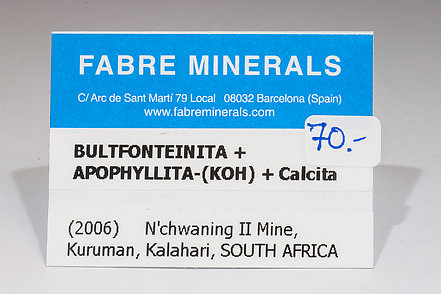 FABRE MINERALS
C/ Arc de Sant Martí 79 Local 08032 Barcelona (Spain)
www.fabreminerals.com
70.-
BULTFONTEINITA +
APOPHYLLITA-(KOH) + Calcita
(2006) N'chwaning II Mine,
Kuruman, Kalahari, SOUTH AFRICA